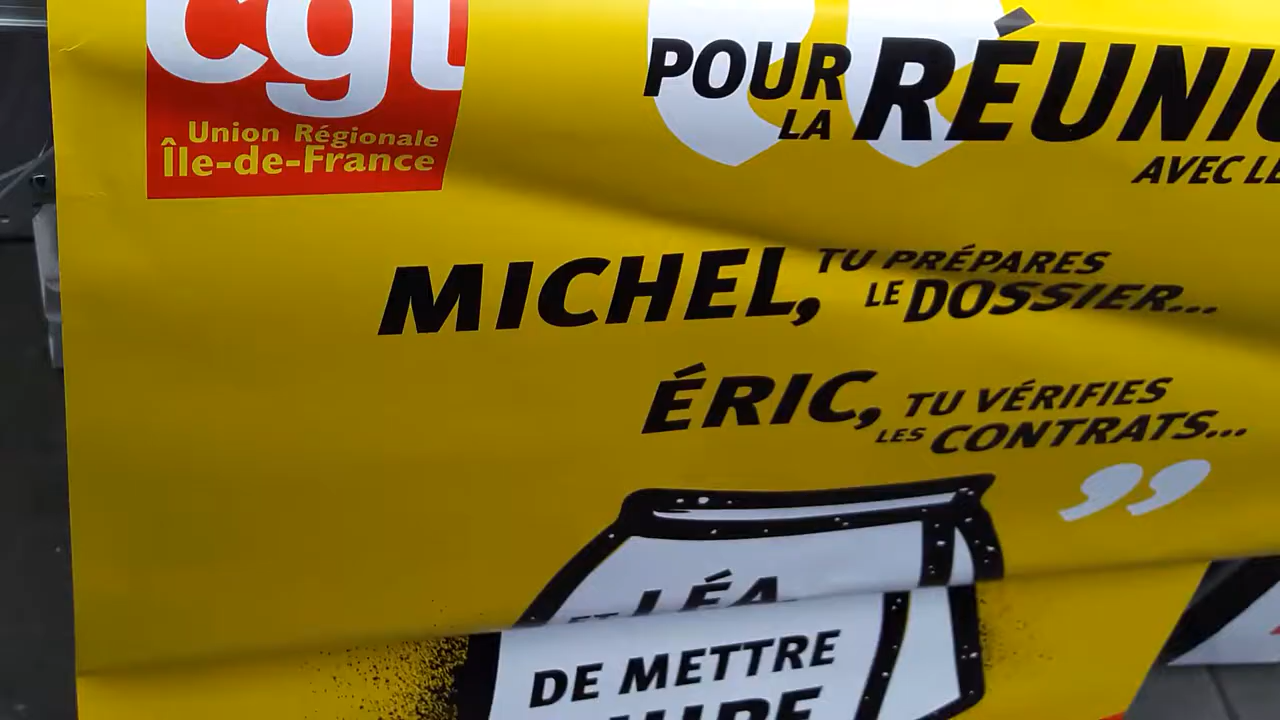 cgt
Union Régionale
Île-de-France
POUR
LA RÉUNI
AVEC LE
MICHEL, TU PRÉPARES
LE DOSSIER...
ÉRIC, TU VÉRIFIES
LES CONTRATS...
ET LÉA
DE METTRE